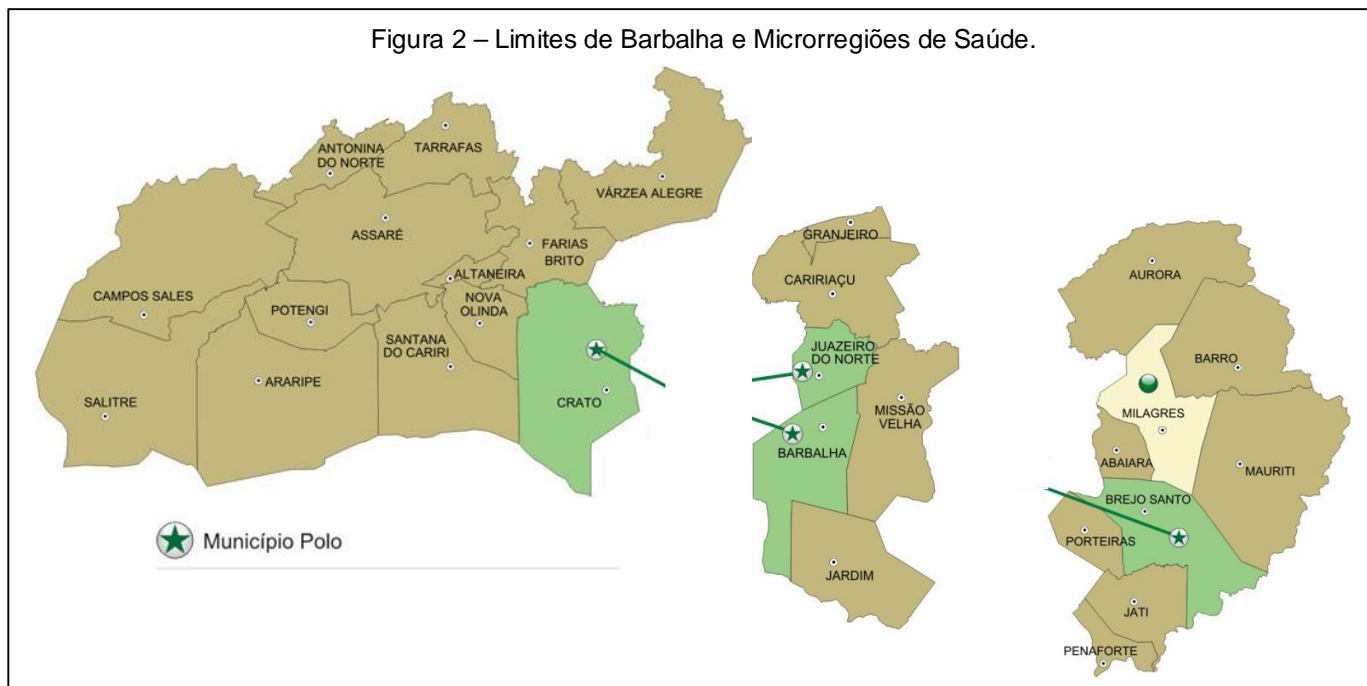 Figura 2 – Limites de Barbalha e Microrregiões de Saúde.
ANTONINA
DO NORTE
TARRAFAS
VÁRZEA ALEGRE
ASSARÉ
FARIAS
BRITO
ALTANEIRA
CAMPOS SALES
POTENGI
NOVA
OLINDA
SANTANA
DO CARIRI
ARARIPE
SALITRE
CRATO
Município Polo
GRANJEIRO
CARIRIAÇU
JUAZEIRO
DO NORTE
MISSÃO
VELHA
BARBALHA
JARDIM
AURORA
BARRO
MILAGRES
ABAIARA
MAURITI
BREJO SANTO
PORTEIRAS
JATI
PENAFORTE